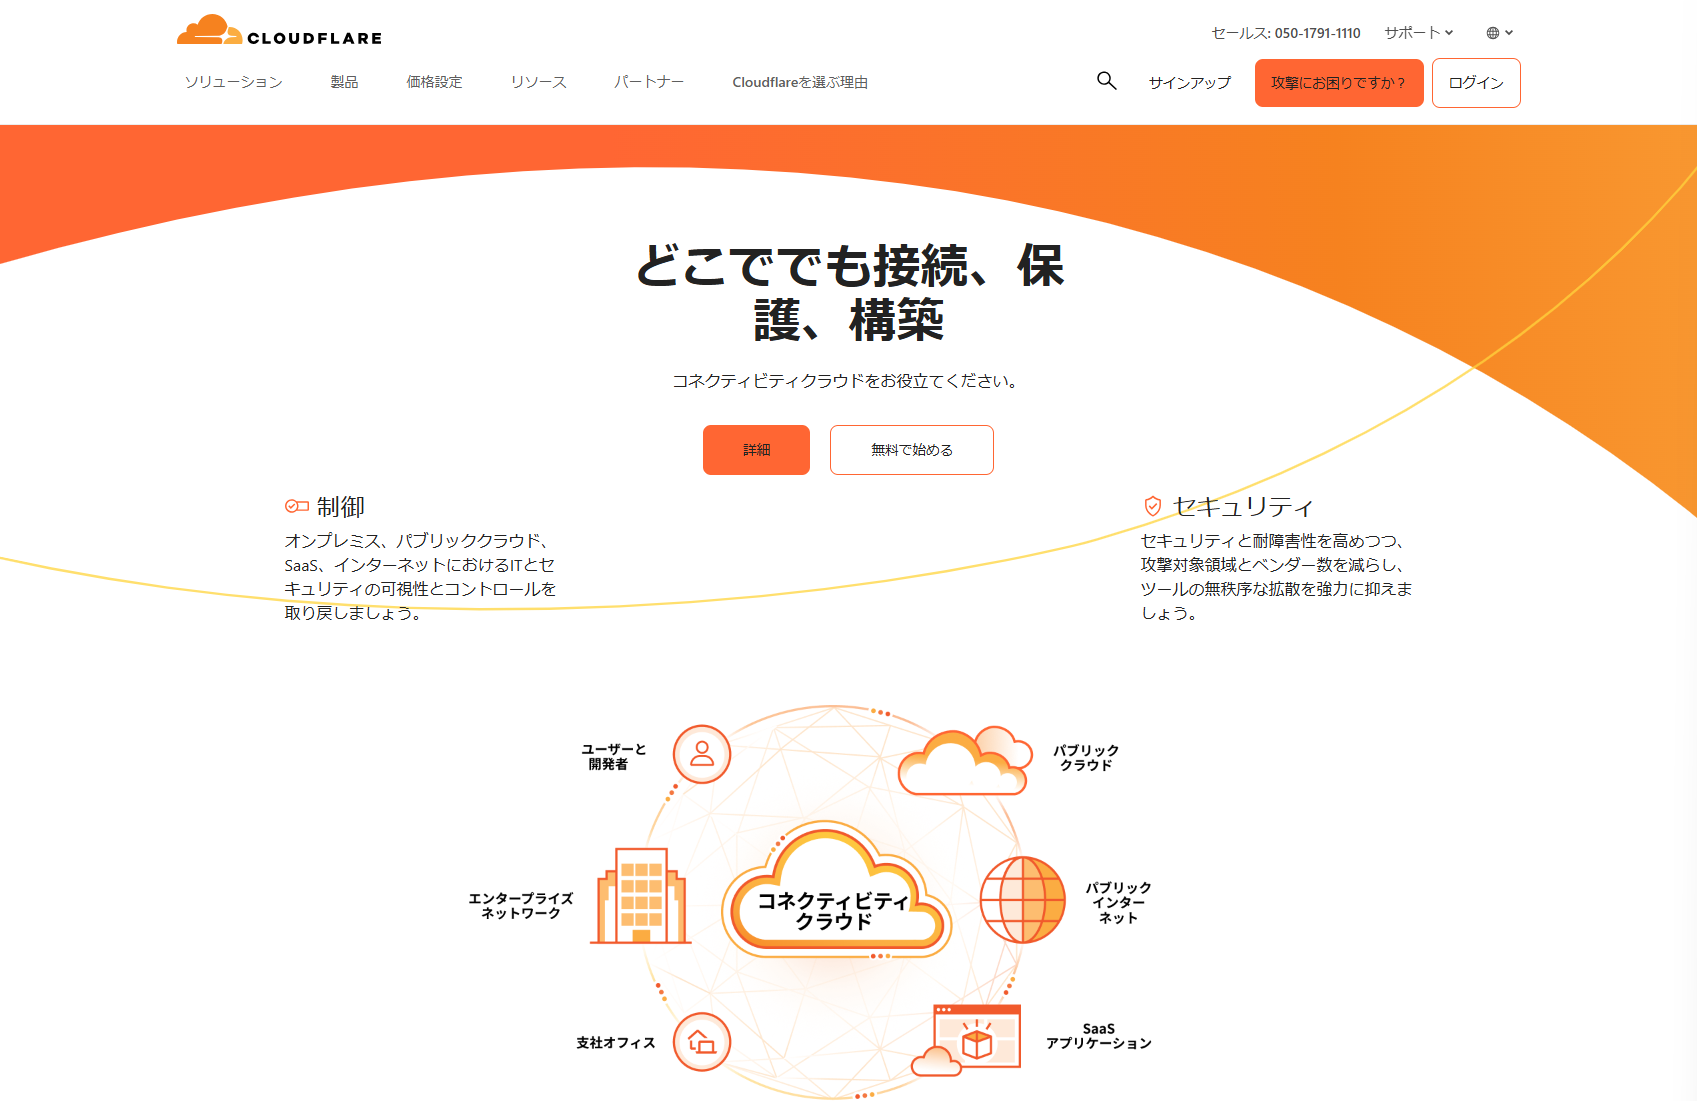 CLOUDFLARE
セールス: 050-1791-1110 サポート
ソリューション 製品 価格設定 リソース パートナー Cloudflareを選ぶ理由 サインアップ 攻撃にお困りですか？ ログイン
どこででも接続、保
護、構築
コネクティビティクラウドをお役立てください。
詳細 無料で始める
制御
オンプレミス、パブリッククラウド、
SaaS、インターネットにおけるITとセ
キュリティの可視性とコントロールを
取り戻しましょう。
セキュリティ
セキュリティと耐障害性を高めつつ、
攻撃対象領域とベンダー数を減らし、
ツールの無秩序な拡散を強力に抑えま
しょう。
ユーザーと
開発者
パブリック
クラウド
エンタープライズ
ネットワーク
コネクティビティ
クラウド
パブリック
インター
ネット
支社オフィス
SaaS
アプリケーション